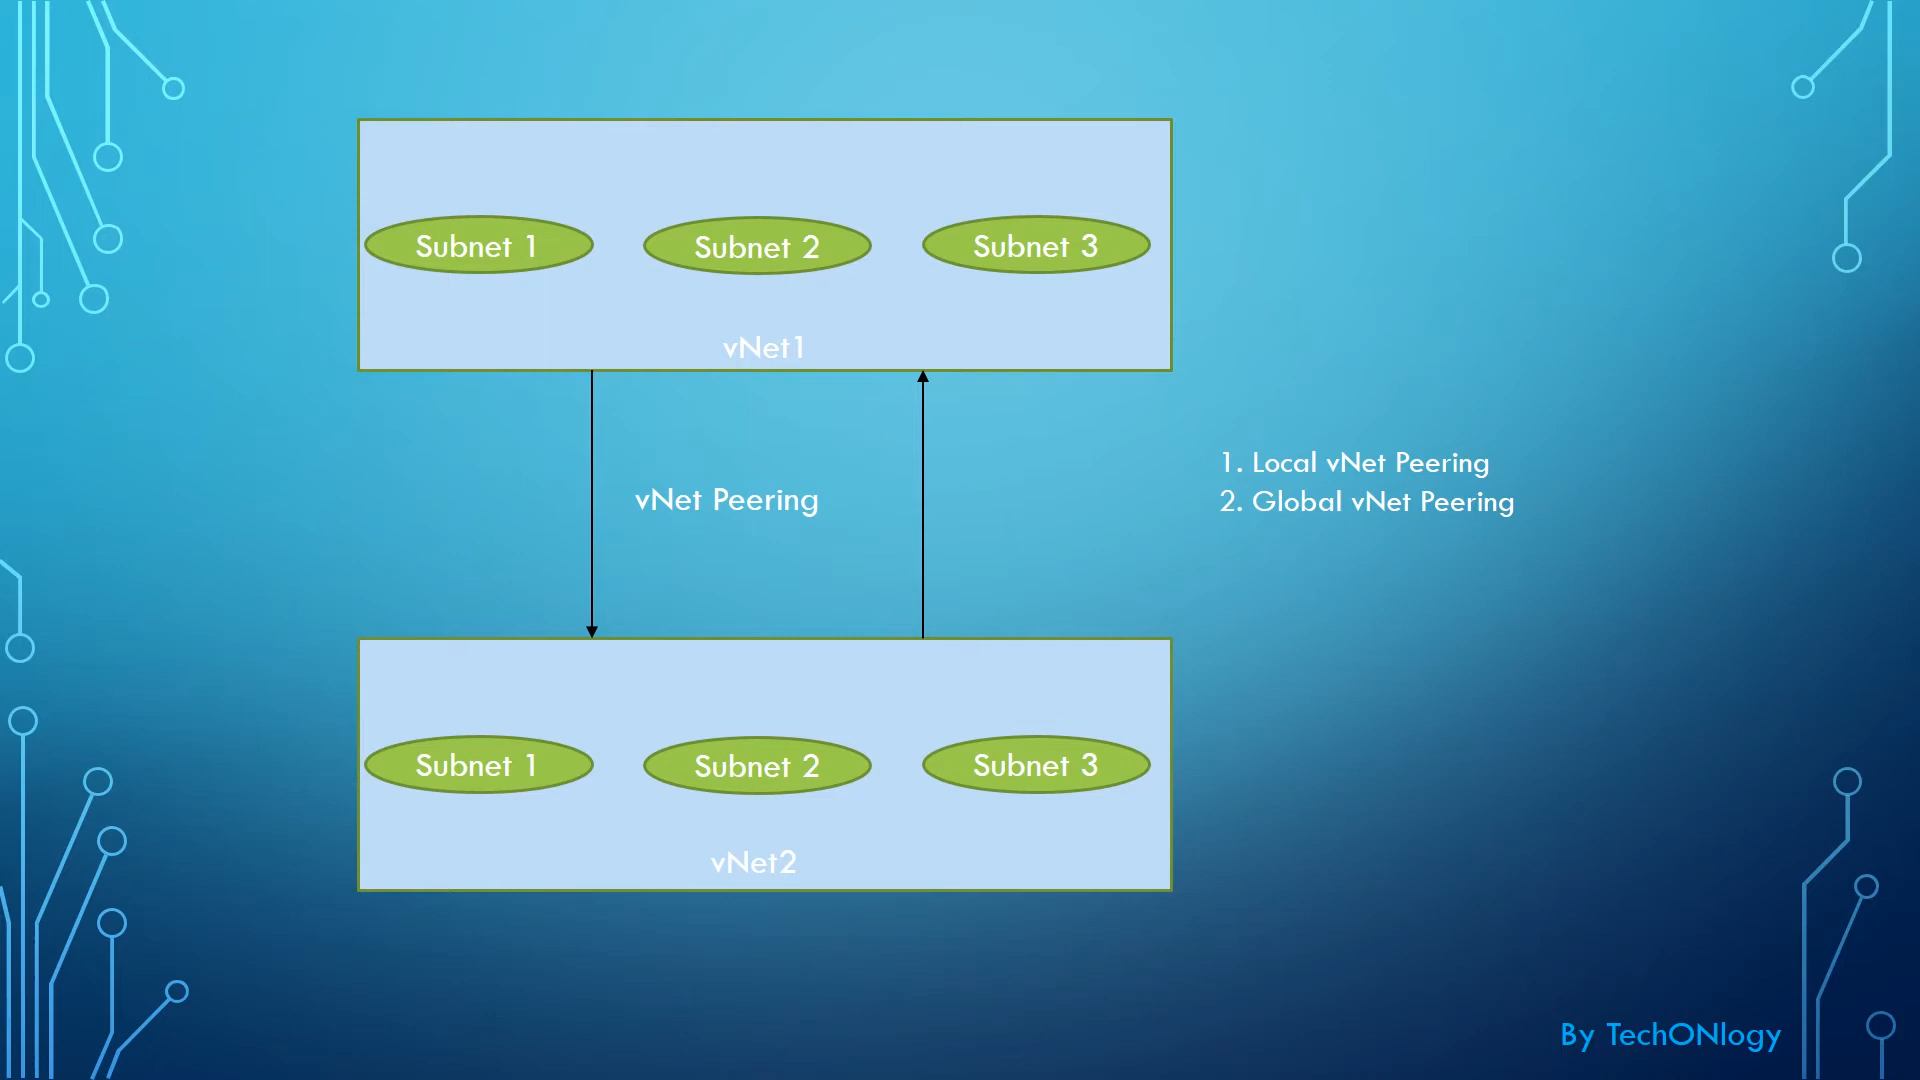 Subnet 1
Subnet 2
Subnet 3
vNet1
vNet Peering
1. Local vNet Peering
2. Global vNet Peering
Subnet 1
Subnet 2
Subnet 3
vNet2
By TechONlogy